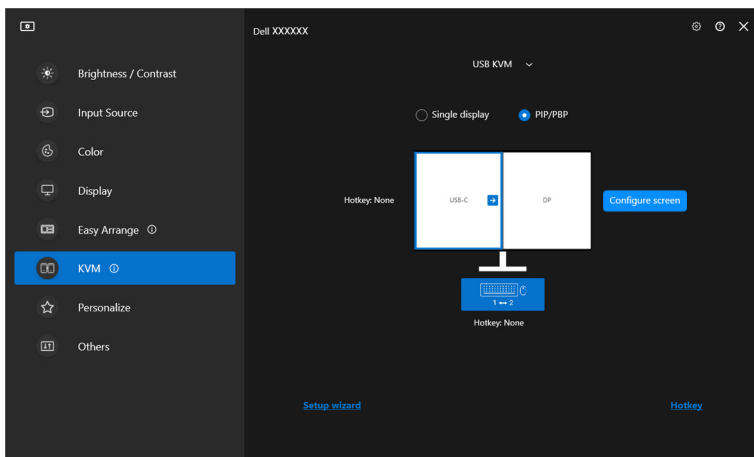 Dell XXXXXX
Brightness / Contrast
Input Source
Color
Display
Easy Arrange
KVM
Personalize
Others
USB KVM
Single display
PIP/PBP
Hotkey: None
USB-C
DP
Configure screen
1 ↔ 2
Hotkey: None
Setup wizard
Hotkey